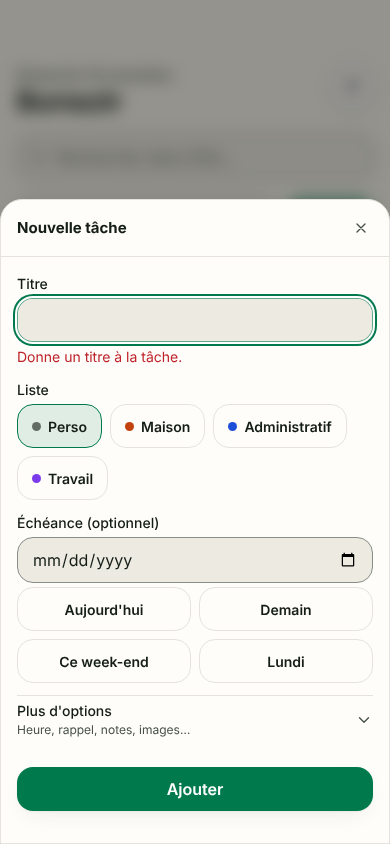 Nouvelle tâche
Titre
Donne un titre à la tâche.
Liste
Perso
Maison
Administratif
Travail
Échéance (optionnel)
mm/dd/yyyy
Aujourd'hui
Demain
Ce week-end
Lundi
Plus d'options
Heure, rappel, notes, images...
Ajouter